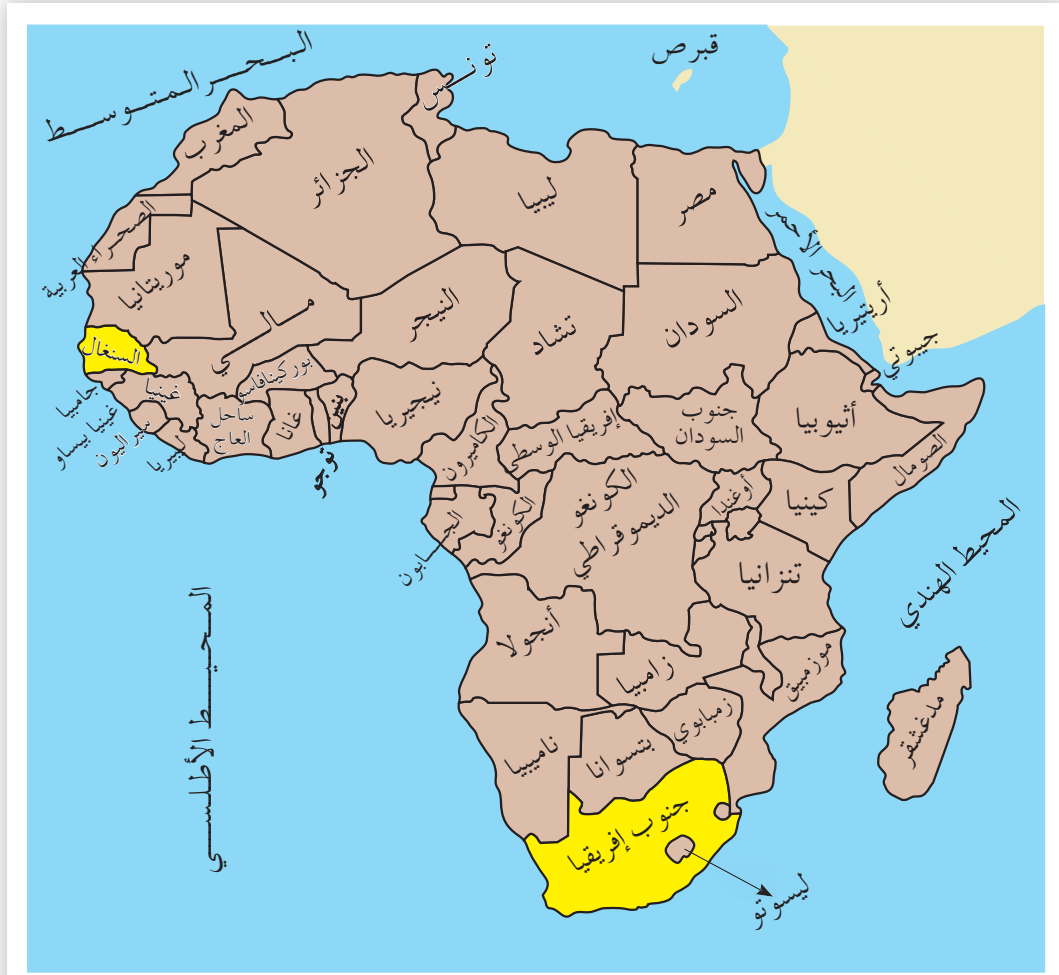 البحر المتوسط
قبرص
تونس
المغرب
الجزائر
ليبيا
مصر
الصحراء العربية
موريتانيا
مالي
النيجر
تشاد
السودان
البحر الأحمر
أريتيريا
جيبوتي
السنغال
جامبيا
غينيا بيساو
غينيا
سيراليون
ليبيريا
ساحل
العاج
بوركينافاسو
غانا
توجو
بنين
نيجيريا
الكاميرون
إفريقيا الوسطى
جنوب
السودان
أثيوبيا
الصومال
الجابون
الكونغو
الكونغو
الديموقراطي
أوغندا
كينيا
تنزانيا
المحيط الهندي
المحيط الأطلسي
أنجولا
زامبيا
موزمبيق
مدغشقر
ناميبيا
بتسوانا
زمبابوي
جنوب إفريقيا
ليسوتو